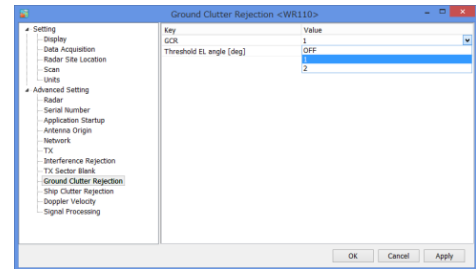 Ground Clutter Rejection <WR110>
Setting
Display
Data Acquisition
Radar Site Location
Scan
Units
Advanced Setting
Radar
Serial Number
Application Startup
Antenna Origin
Network
TX
Interference Rejection
TX Sector Blank
Ground Clutter Rejection
Ship Clutter Rejection
Doppler Velocity
Signal Processing
Key Value
GCR 1
Threshold EL angle [deg] OFF
1
2
OK Cancel Apply